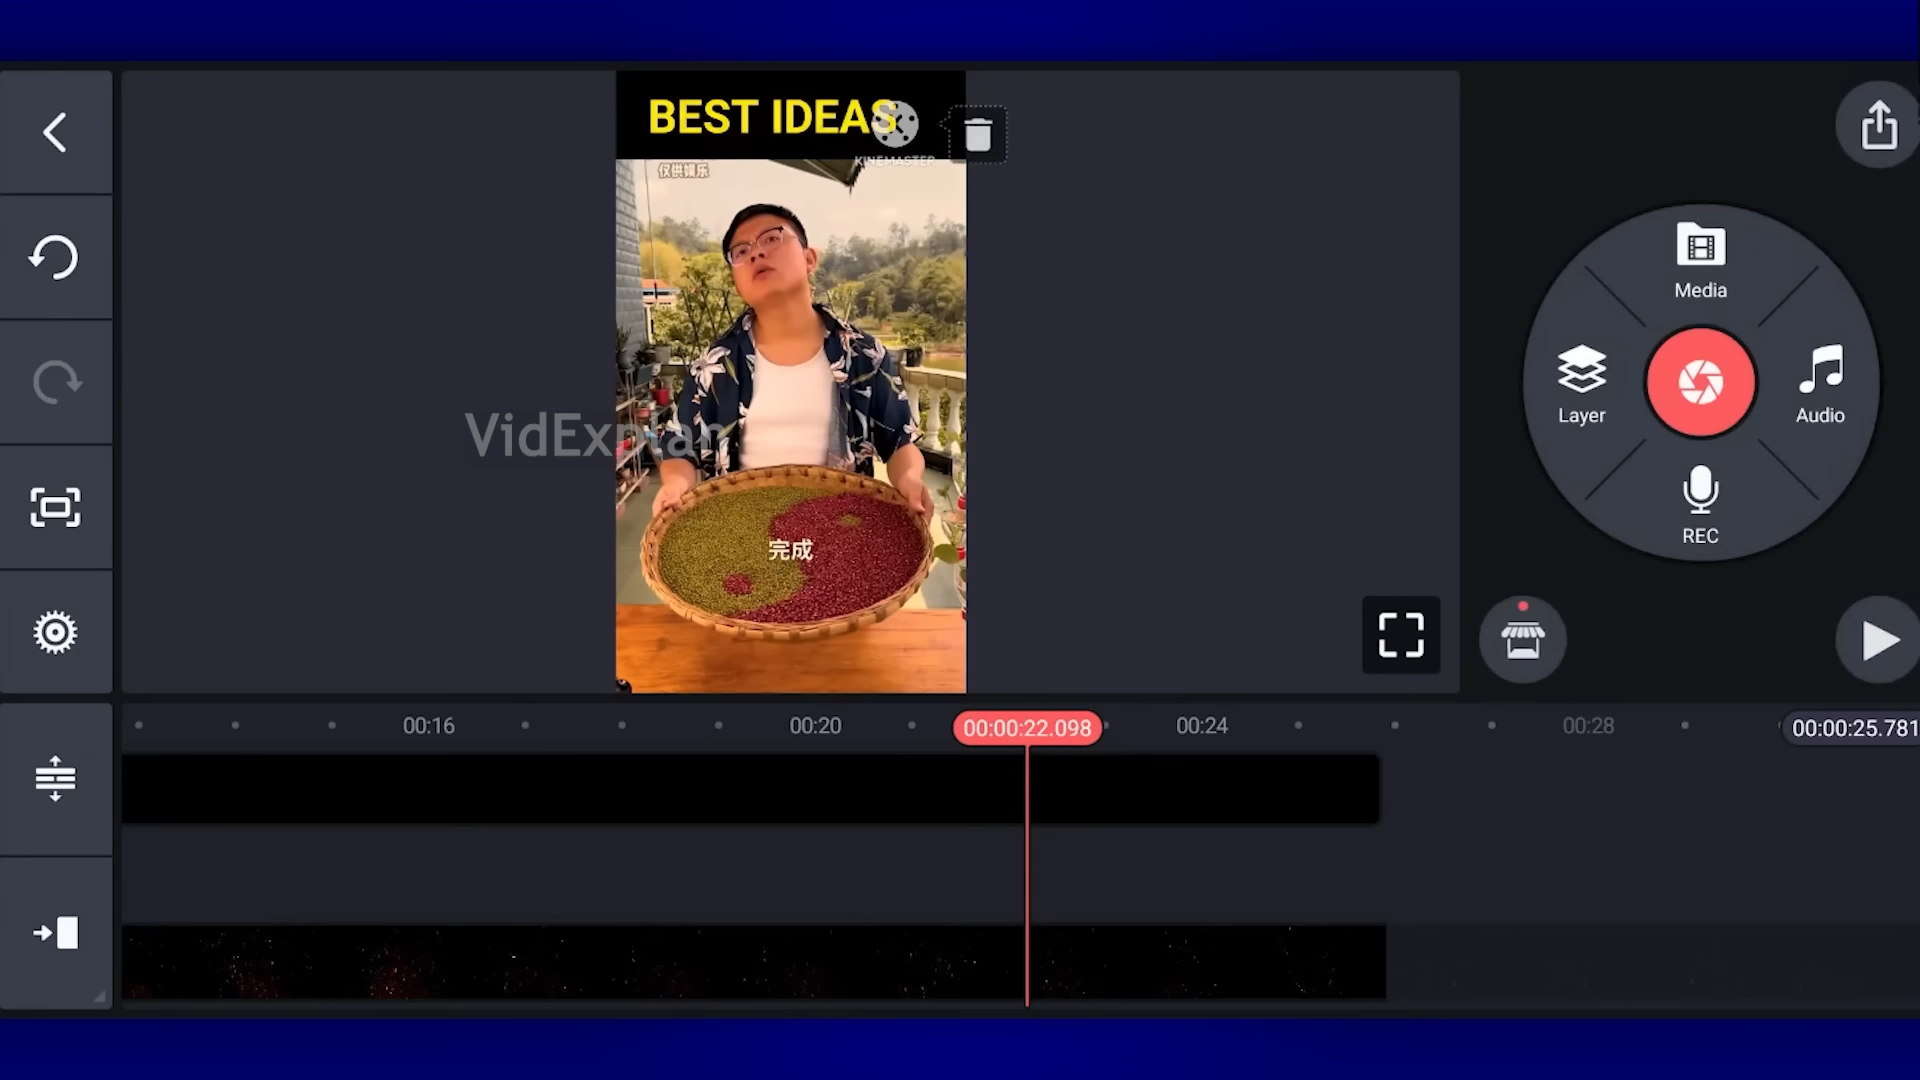 BEST IDEAS
KINEMASTER
仅供娱乐
Media
Layer
Audio
REC
VidExplan
完成
00:16
00:20
00:00:22.098
00:24
00:28
00:00:25.781